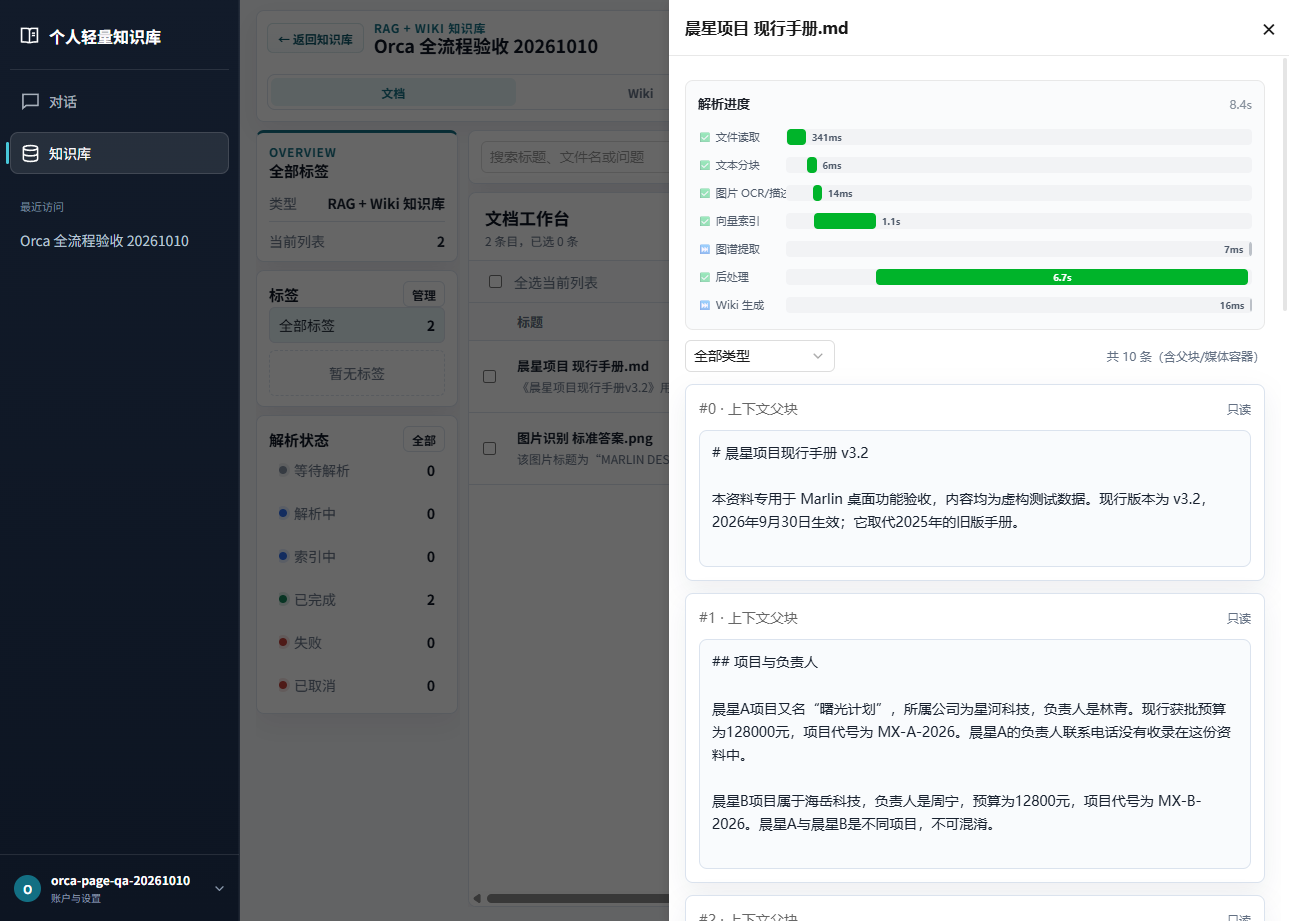 个人轻量知识库
对话
知识库
最近访问
Orca 全流程验收 20261010
orca-page-qa-20261010
账户与设置
O
←返回知识库
RAG + WIKI 知识库
Orca 全流程验收 20261010
文档
Wiki
OVERVIEW
全部标签
类型
RAG + Wiki 知识库
当前列表
2
标签
管理
全部标签
2
暂无标签
解析状态
全部
等待解析
0
解析中
0
索引中
0
已完成
2
失败
0
已取消
0
搜索标题、文件名或问题
文档工作台
2 条目，已选 0 条
全选当前列表
标题
晨星项目 现行手册.md
《晨星项目现行手册v3.2》用
图片识别 标准答案.png
该图片标题为“MARLIN DES
晨星项目 现行手册.md
解析进度
8.4s
文件读取
341ms
文本分块
6ms
图片 OCR/描述
14ms
向量索引
1.1s
图谱提取
7ms
后处理
6.7s
Wiki 生成
16ms
全部类型
共 10 条（含父块/媒体容器）
#0 · 上下文父块
只读
# 晨星项目现行手册 v3.2
本资料专用于 Marlin 桌面功能验收，内容均为虚构测试数据。现行版本为 v3.2，
2026年9月30日生效；它取代2025年的旧版手册。
#1 · 上下文父块
只读
## 项目与负责人
晨星A项目又名“曙光计划”，所属公司为星河科技，负责人是林青。现行获批预算
为128000元，项目代号为 MX-A-2026。晨星A的负责人联系电话没有收录在这份资
料中。
晨星B项目属于海岳科技，负责人是周宁，预算为12800元，项目代号为 MX-B-
2026。晨星A与晨星B是不同项目，不可混淆。
#2 · 上下文父块
只读